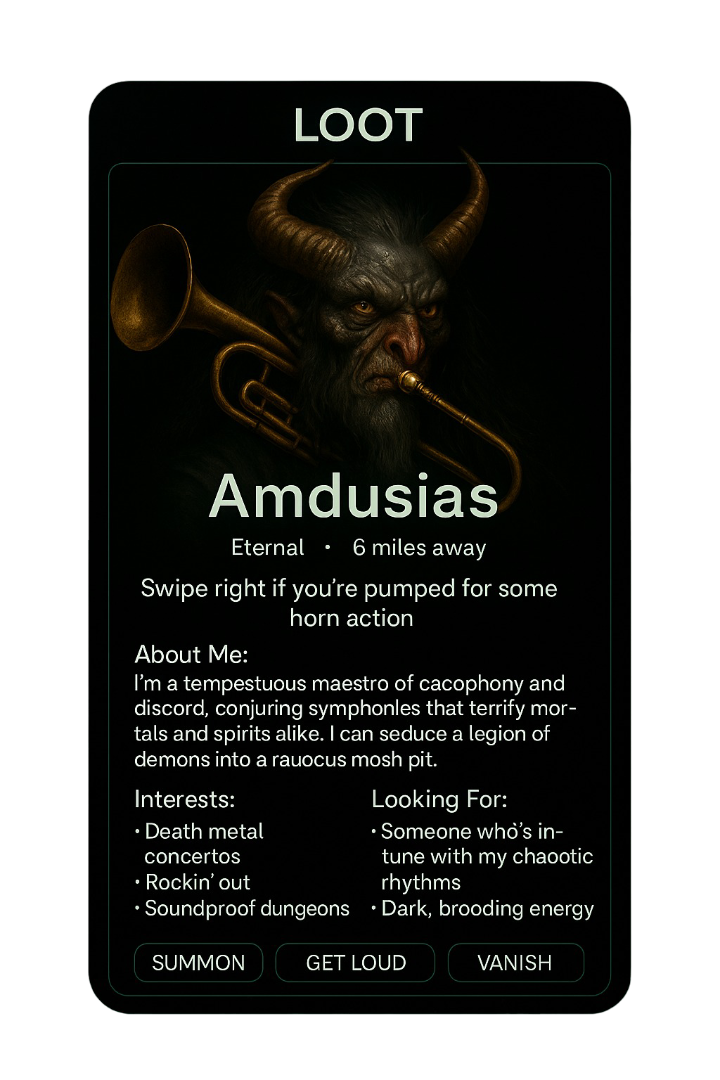 LOOT
Amdusias
Eternal • 6 miles away
Swipe right if you're pumped for some
horn action
About Me:
I'm a tempestuous maestro of cacophony and
discord, conjuring symphonles that terrify mor-
tals and spirits alike. I can seduce a legion of
demons into a rauocus mosh pit.
Interests:
• Death metal
concertos
• Rockin' out
• Soundproof dungeons
Looking For:
• Someone whò's in-
tune with my chaootic
rhythms
• Dark, brooding energy
SUMMON
GET LOUD
VANISH